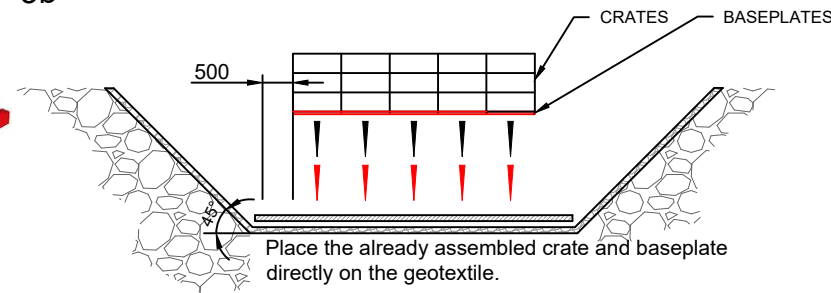 CRATES
BASEPLATES
500
45°
Place the already assembled crate and baseplate
directly on the geotextile.